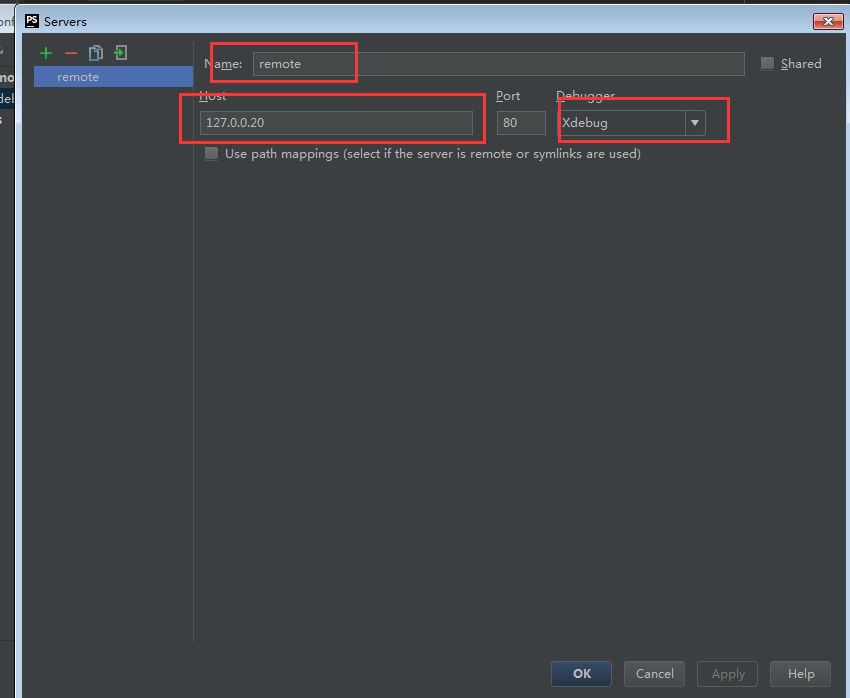 PS Servers
remote
Name: remote
Shared
Host
Port
Debugger
127.0.0.20
80
Xdebug
Use path mappings (select if the server is remote or symlinks are used)
OK
Cancel
Apply
Help